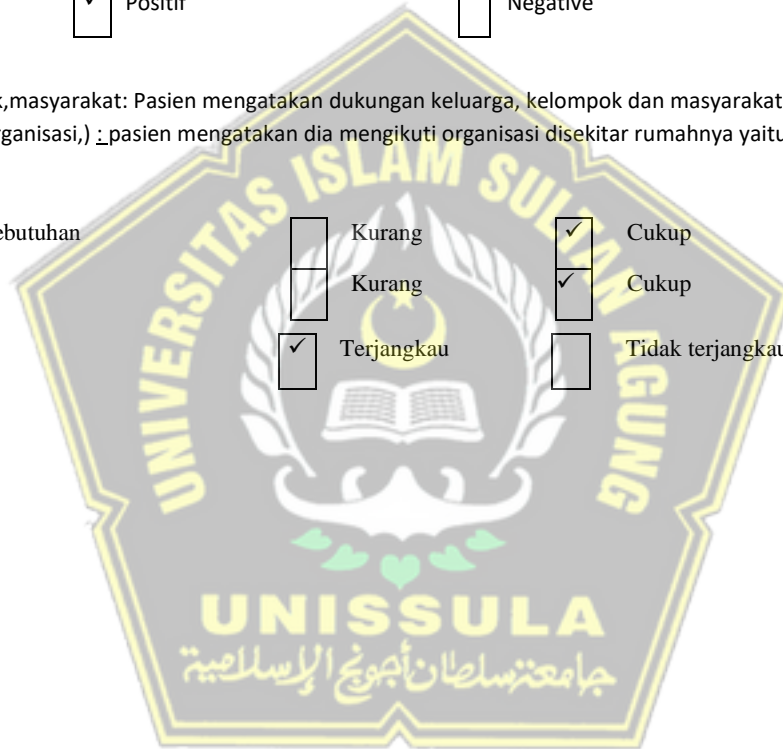 ✓ Positif Negative
,masyarakat: Pasien mengatakan dukungan keluarga, kelompok dan masyarakat
ganisasi,) : pasien mengatakan dia mengikuti organisasi disekitar rumahnya yaitu
ebutuhan Kurang ✓ Cukup
Kurang ✓ Cukup
✓ Terjangkau Tidak terjangkau
UNIVERSITAS ISLAM SULTAN AGUNG
UNISSULA
جامعة سلطان أجونج الإسلامية